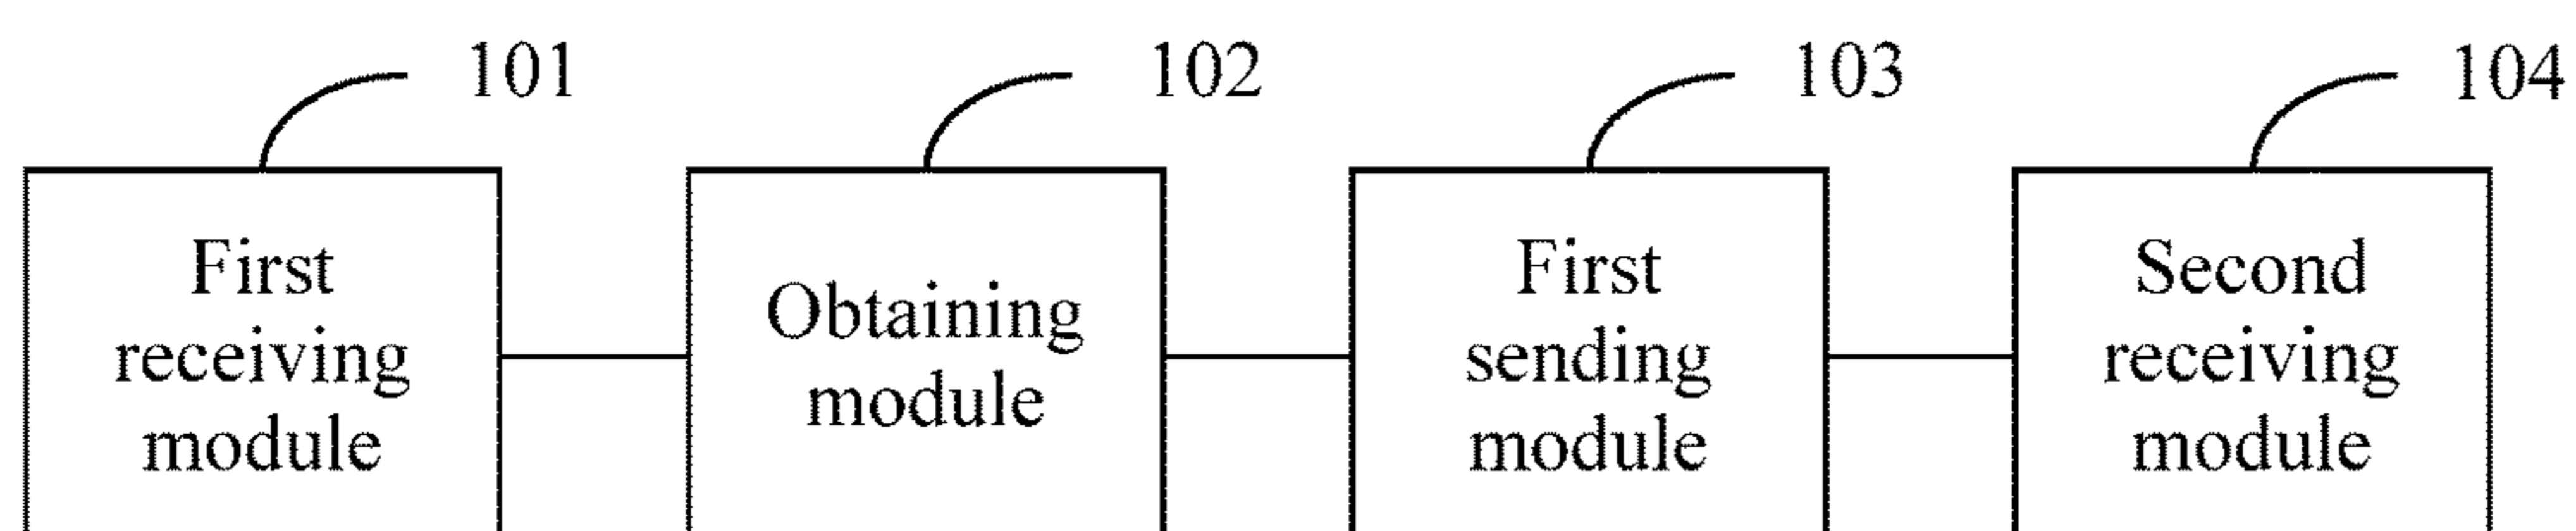 101
102
103
104
First
receiving
module
Obtaining
module
First
sending
module
Second
receiving
module